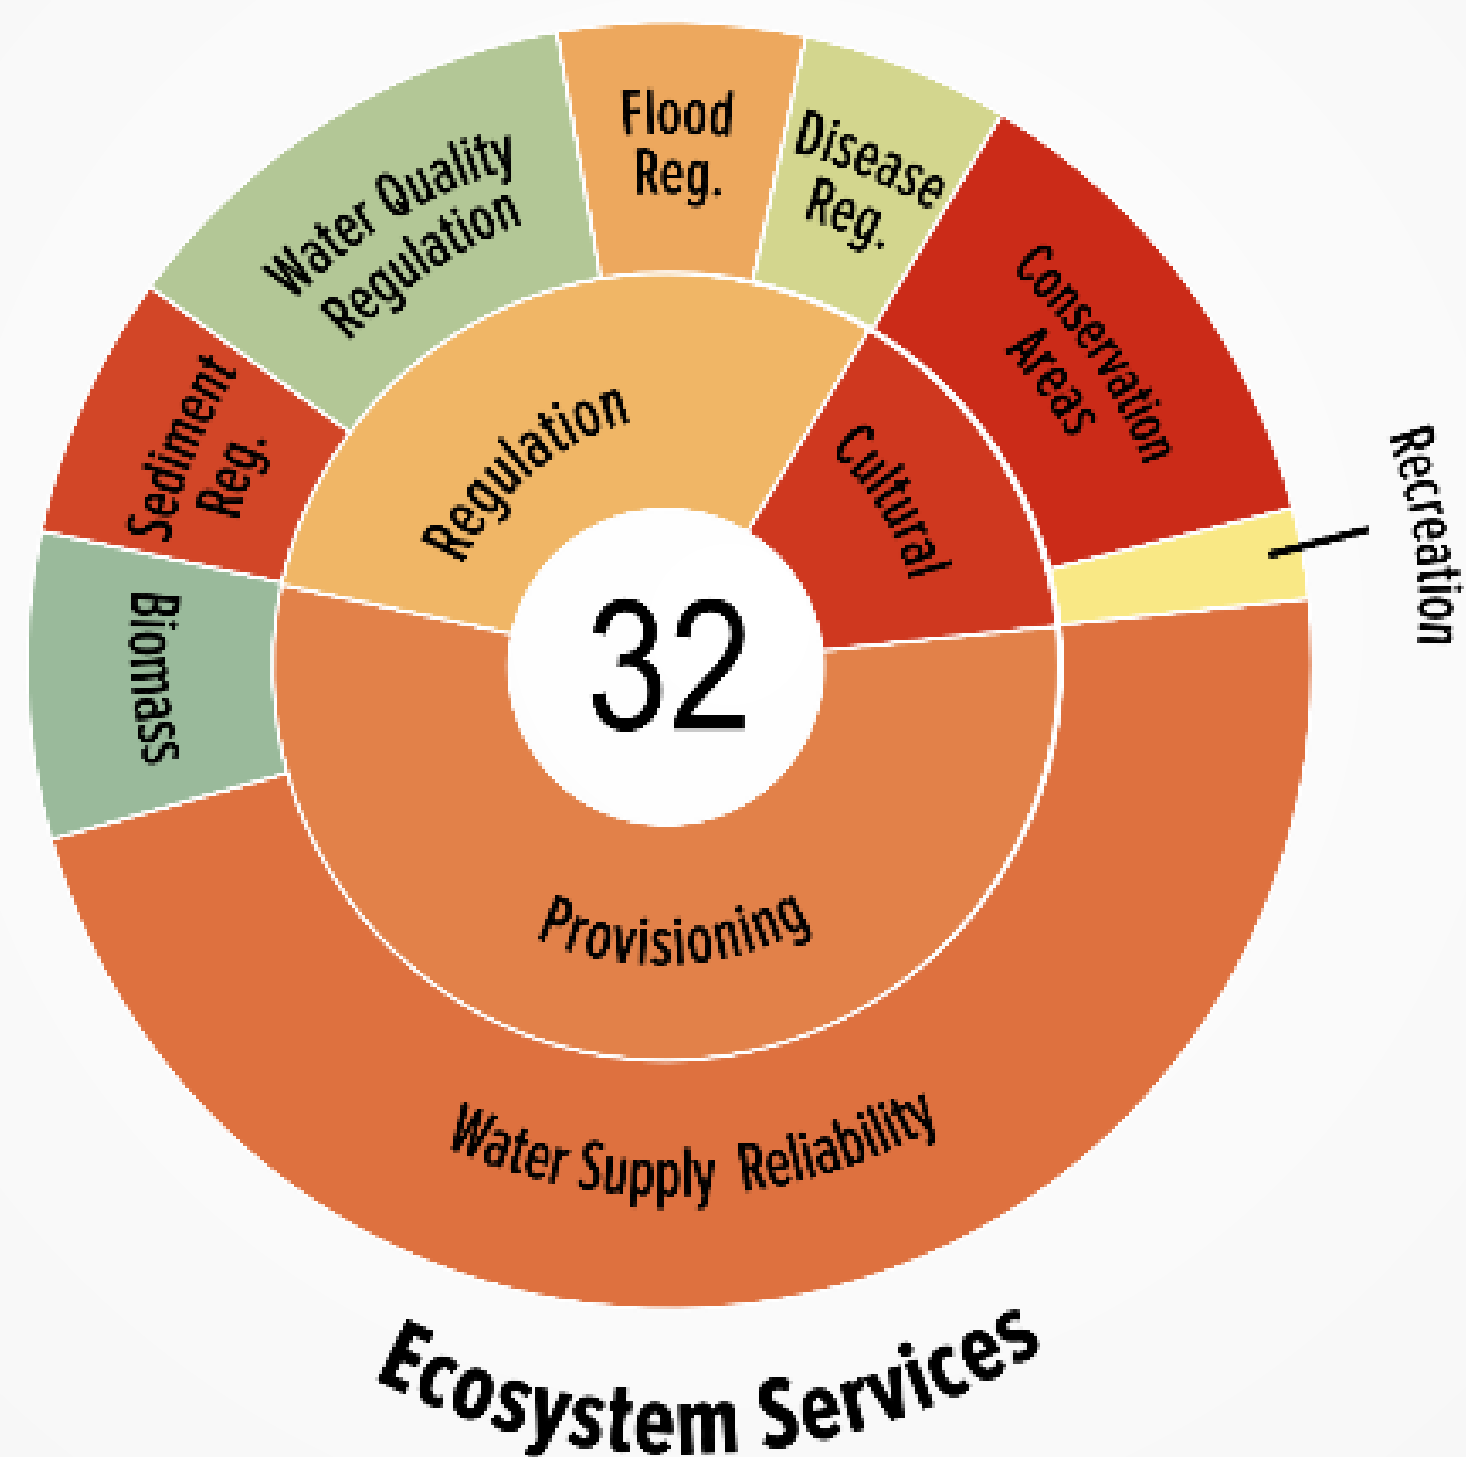 Flood
Reg.
Disease
Reg.
Water Quality
Regulation
Conservation
Areas
Sediment
Reg.
Regulation
Cultural
Recreation
32
Biomass
Provisioning
Water Supply Reliability
Ecosystem Services